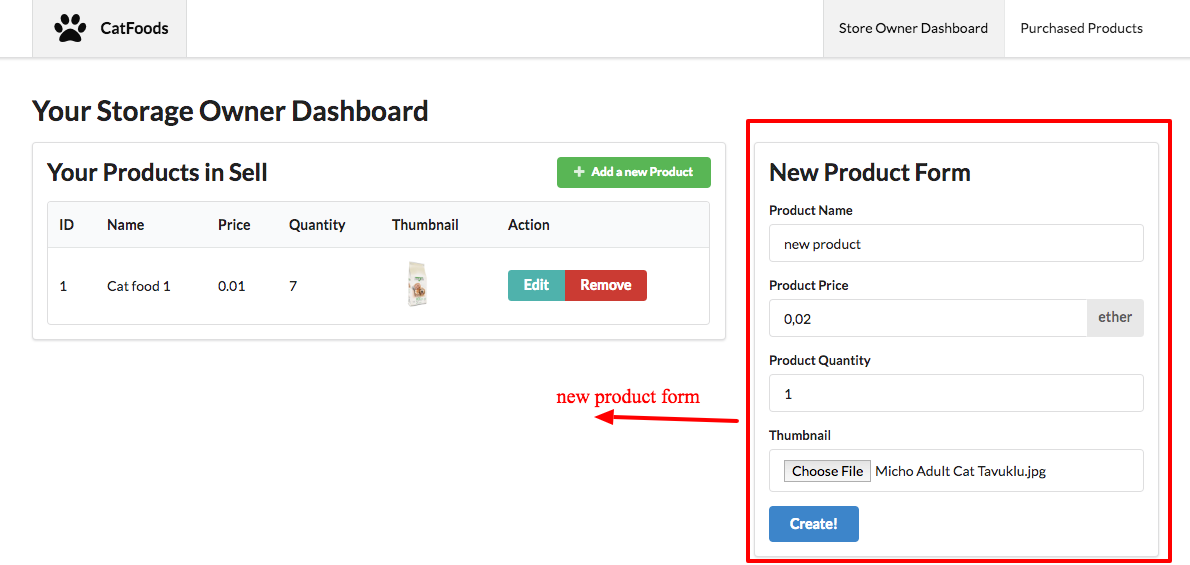 CatFoods
Store Owner Dashboard
Purchased Products
Your Storage Owner Dashboard
Your Products in Sell
+ Add a new Product
ID Name Price Quantity Thumbnail Action
1 Cat food 1 0.01 7 Edit Remove
new product form
New Product Form
Product Name
new product
Product Price
0,02 ether
Product Quantity
1
Thumbnail
Choose File Micho Adult Cat Tavuklu.jpg
Create!